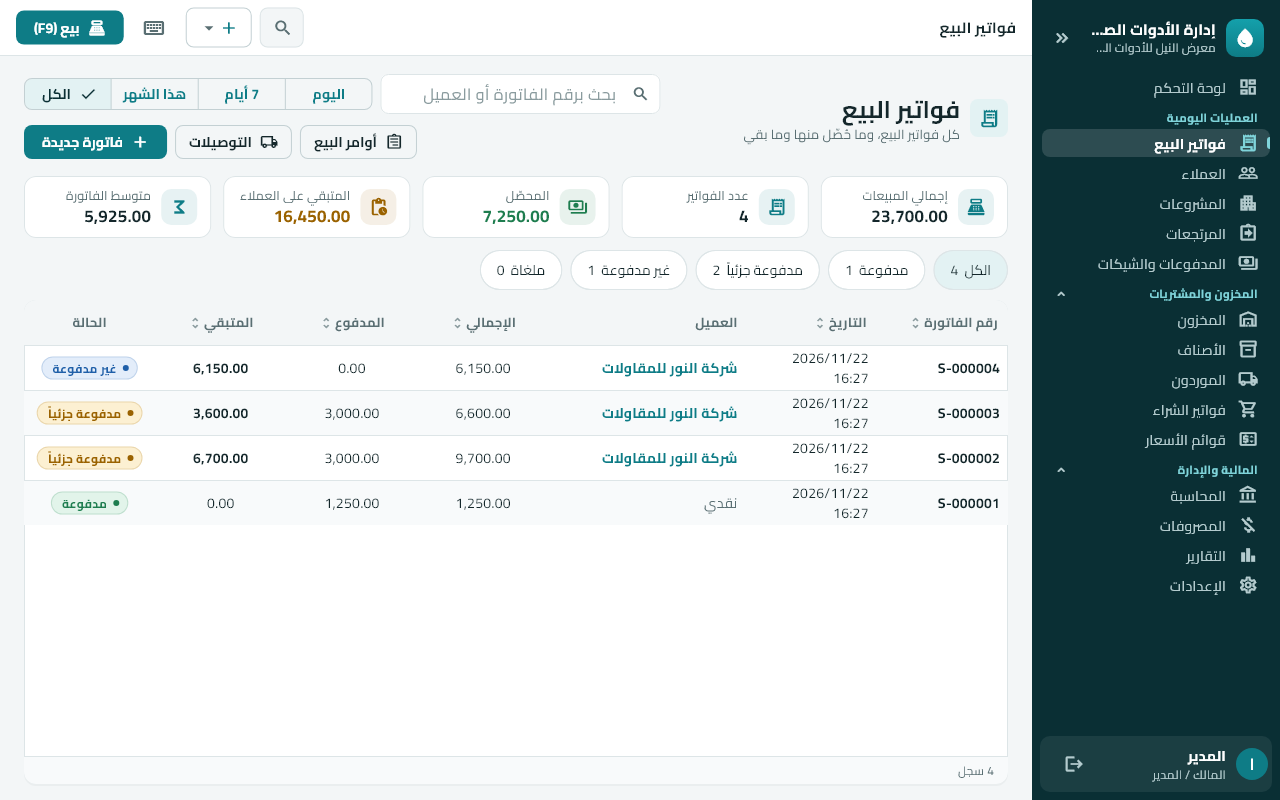 إدارة الأدوات الصـ...
معرض النيل للأدوات الـ...
لوحة التحكم
العمليات اليومية
فواتير البيع
العملاء
المشروعات
المرتجعات
المدفوعات والشيكات
المخزون والمشتريات
المخزون
الأصناف
الموردون
فواتير الشراء
قوائم الأسعار
المالية والإدارة
المحاسبة
المصروفات
التقارير
الإعدادات
ا
المدير
المالك / المدير
فواتير البيع
بيع (F9)
فواتير البيع
كل فواتير البيع، وما حُصّل منها وما بقي
بحث برقم الفاتورة أو العميل
اليوم
7 أيام
هذا الشهر
الكل
أوامر البيع
التوصيلات
فاتورة جديدة
إجمالي المبيعات
23,700.00
عدد الفواتير
4
المحصّل
7,250.00
المتبقي على العملاء
16,450.00
متوسط الفاتورة
5,925.00
الكل 4
مدفوعة 1
مدفوعة جزئياً 2
غير مدفوعة 1
ملغاة 0
رقم الفاتورة التاريخ العميل الإجمالي المدفوع المتبقي الحالة
S-000004 2026/11/22 16:27 شركة النور للمقاولات 6,150.00 0.00 6,150.00 غير مدفوعة
S-000003 2026/11/22 16:27 شركة النور للمقاولات 6,600.00 3,000.00 3,600.00 مدفوعة جزئياً
S-000002 2026/11/22 16:27 شركة النور للمقاولات 9,700.00 3,000.00 6,700.00 مدفوعة جزئياً
S-000001 2026/11/22 16:27 نقدي 1,250.00 1,250.00 0.00 مدفوعة
4 سجل